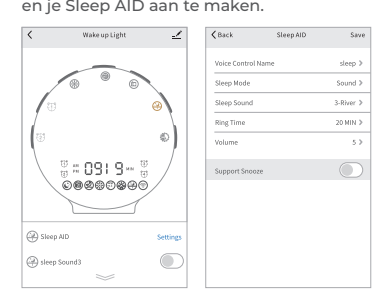 en je Sleep AID aan te maken.
Wake up Light
AM
PM 09:19 MIN
Sleep AID Settings
sleep Sound3
Back Sleep AID Save
Voice Control Name sleep >
Sleep Mode Sound >
Sleep Sound 3-River >
Ring Time 20 MIN >
Volume 5 >
Support Snooze